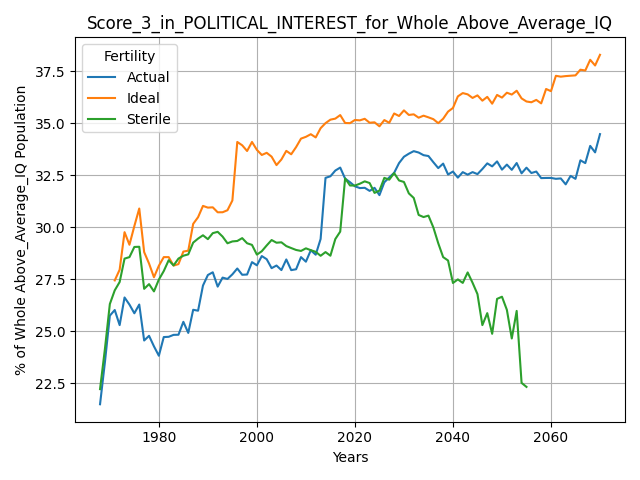 Score_3_in_POLITICAL_INTEREST_for_Whole_Above_Average_IQ
Fertility
Actual
Ideal
Sterile
37.5
35.0
32.5
30.0
27.5
25.0
22.5
% of Whole Above_Average_IQ Population
1980
2000
2020
2040
2060
Years